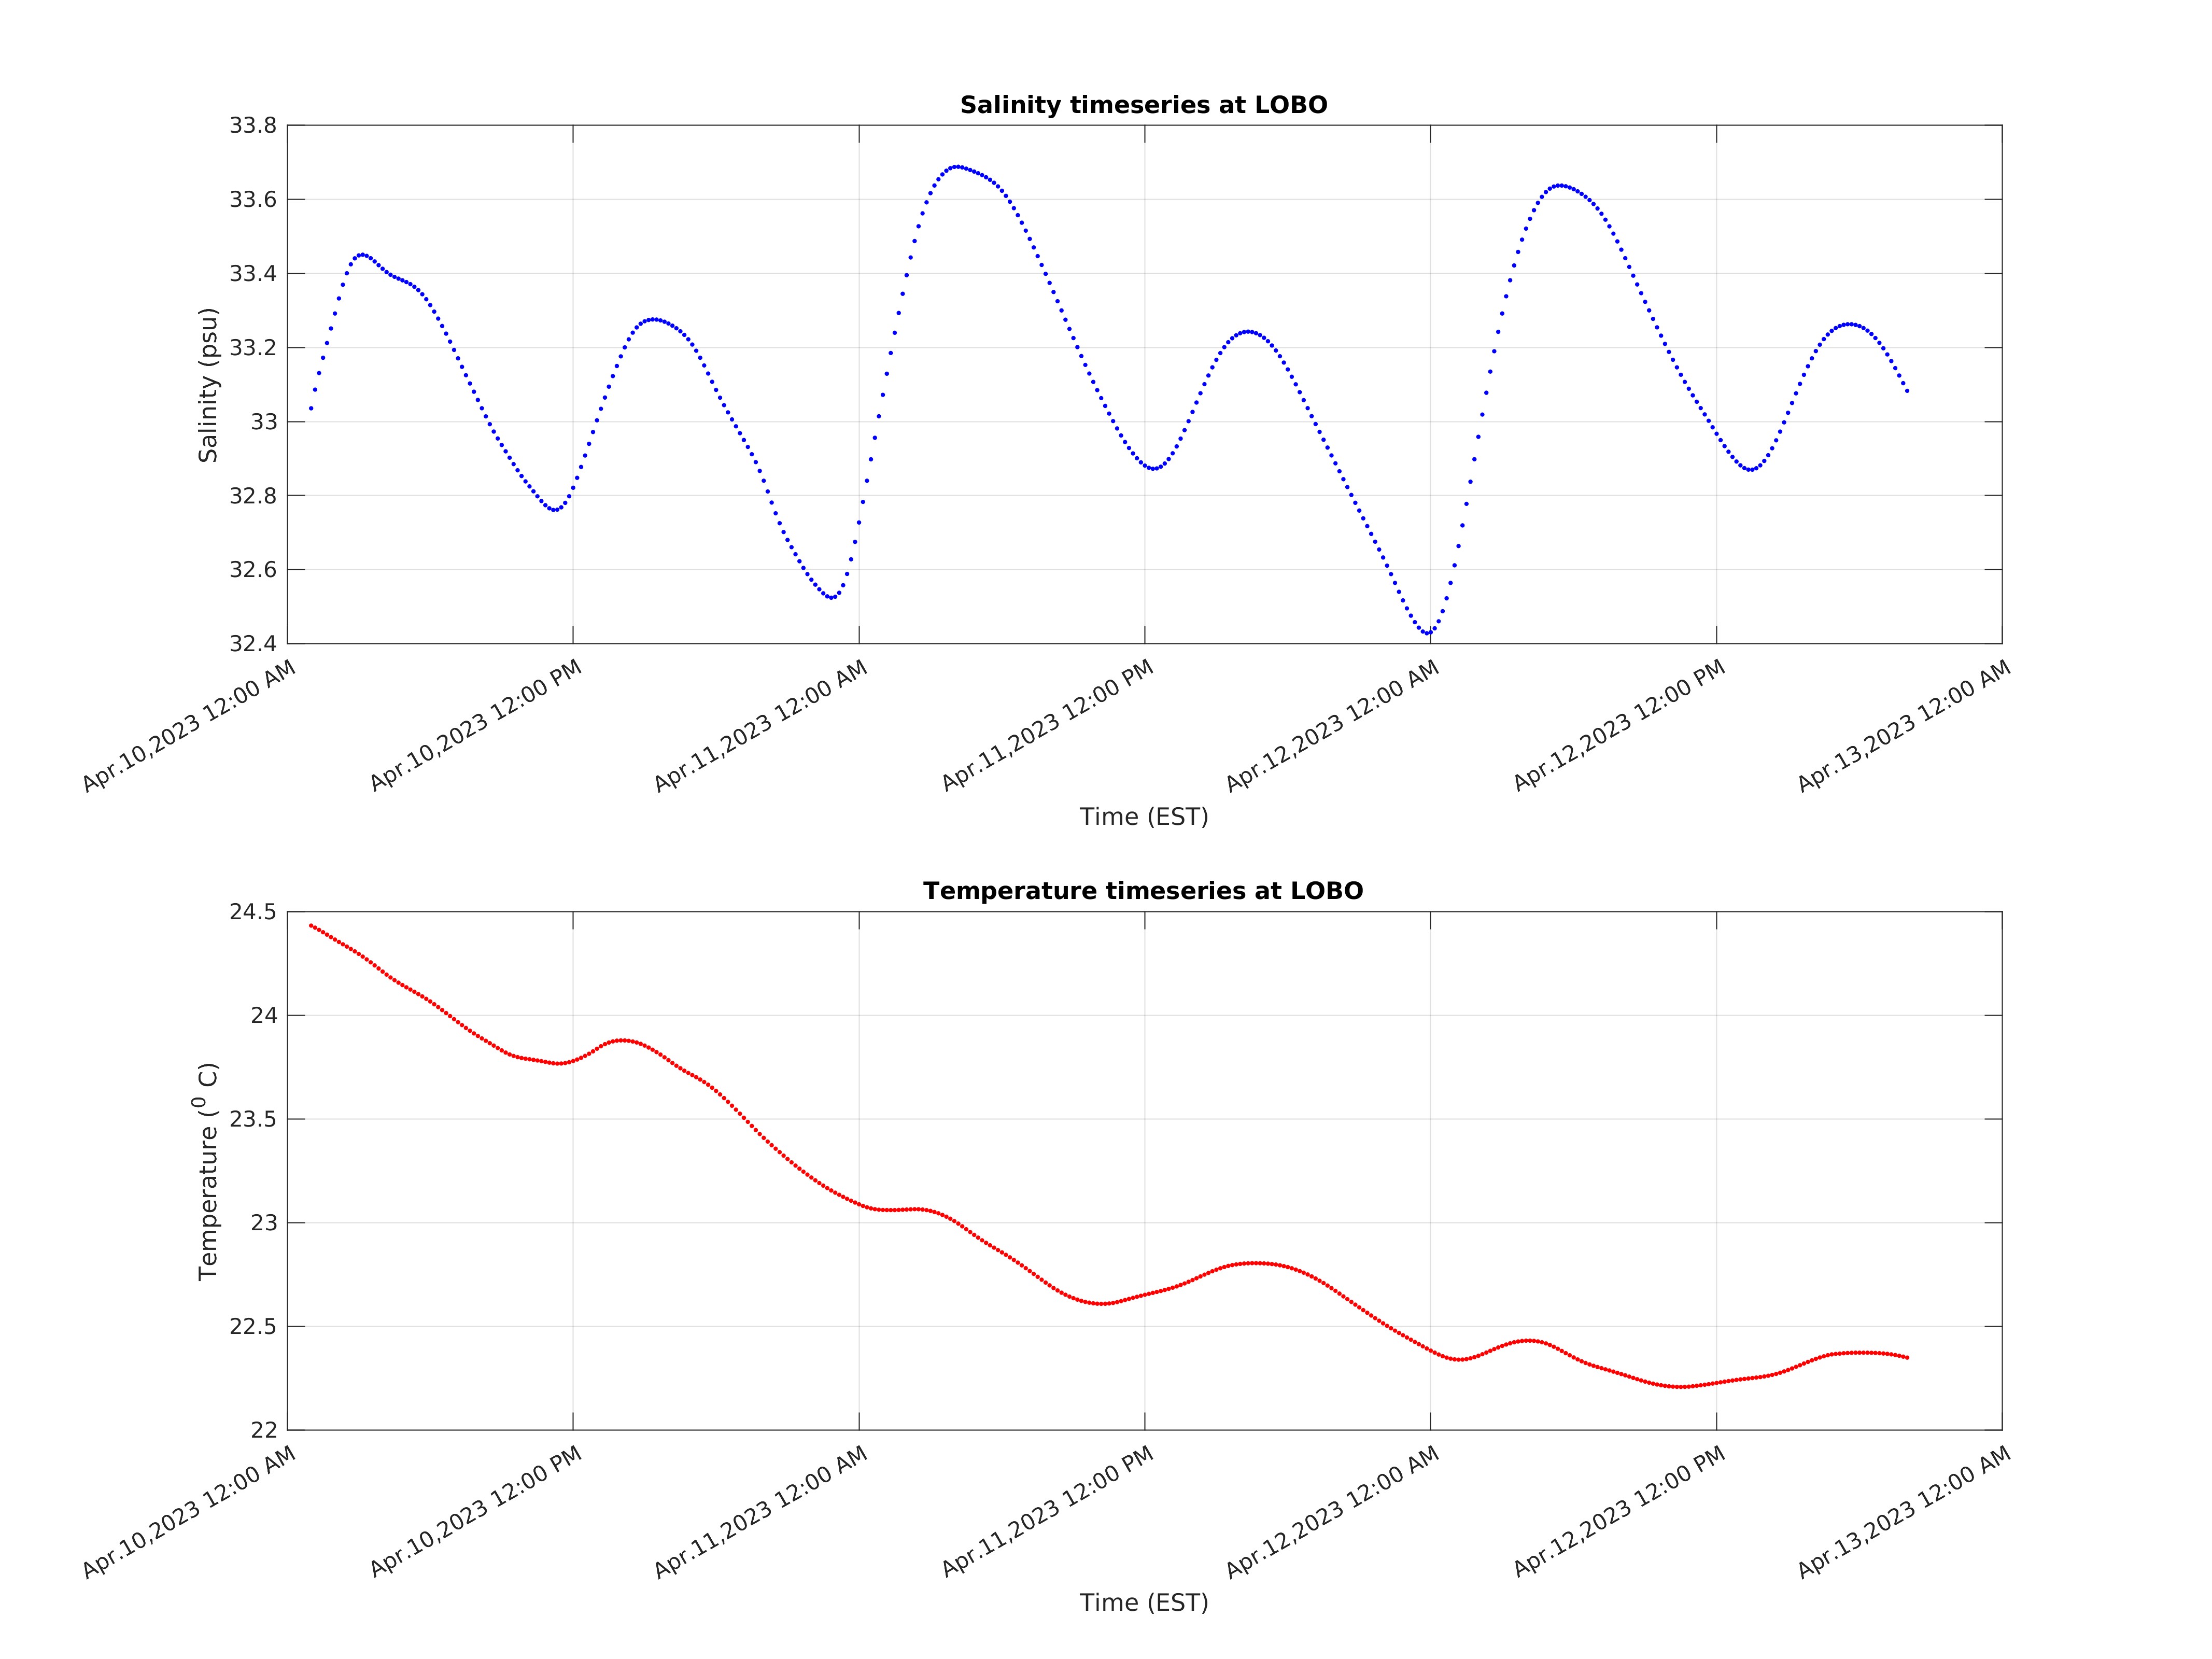 Salinity timeseries at LOBO
33.8
33.6
33.4
33.2
33
32.8
32.6
32.4
Salinity (psu)
Apr.10,2023 12:00 AM
Apr.10,2023 12:00 PM
Apr.11,2023 12:00 AM
Apr.11,2023 12:00 PM
Apr.12,2023 12:00 AM
Apr.12,2023 12:00 PM
Apr.13,2023 12:00 AM
Time (EST)
Temperature timeseries at LOBO
24.5
24
23.5
23
22.5
22
Temperature (⁰ C)
Apr.10,2023 12:00 AM
Apr.10,2023 12:00 PM
Apr.11,2023 12:00 AM
Apr.11,2023 12:00 PM
Apr.12,2023 12:00 AM
Apr.12,2023 12:00 PM
Apr.13,2023 12:00 AM
Time (EST)